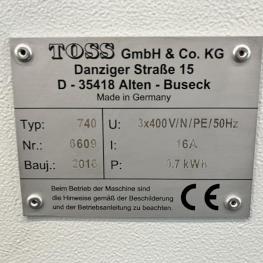 TOSS GmbH & Co. KG
Danziger Straße 15
D - 35418 Alten - Buseck
Made in Germany
Typ: 740 U: 3x400V/N/PE/50Hz
Nr.: 6609 I: 16A
Bauj.: 2016 P: 0.7 kWh
Beim Betrieb der Maschine sind
die Hinweise gemäß der Beschilderung
und der Betriebsanleitung zu beachten.
CE